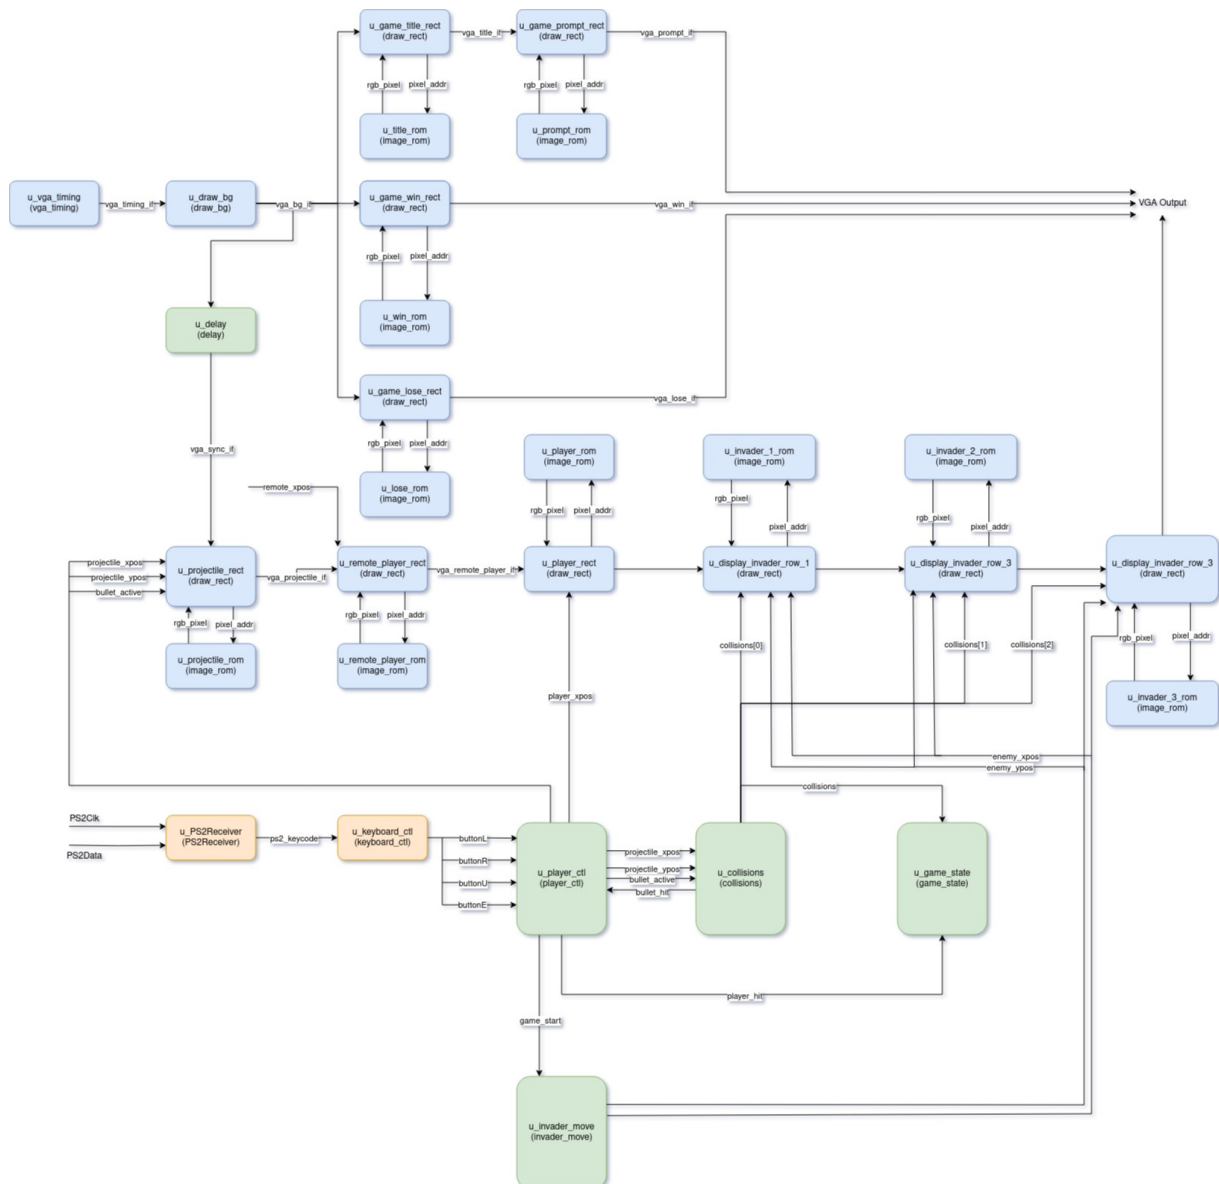 u_game_title_rect
(draw_rect)
vga_title_if
u_game_prompt_rect
(draw_rect)
vga_prompt_if
rgb_pixel
pixel_addr
rgb_pixel
pixel_addr
u_title_rom
(image_rom)
u_prompt_rom
(image_rom)
u_vga_timing
(vga_timing)
vga_timing_if
u_draw_bg
(draw_bg)
vga_bg_if
u_game_win_rect
(draw_rect)
vga_win_if
VGA Output
rgb_pixel
pixel_addr
u_win_rom
(image_rom)
u_delay
(delay)
u_game_lose_rect
(draw_rect)
vga_lose_if
rgb_pixel
pixel_addr
vga_sync_if
u_lose_rom
(image_rom)
remote_xpos
u_player_rom
(image_rom)
u_invader_1_rom
(image_rom)
u_invader_2_rom
(image_rom)
rgb_pixel
pixel_addr
rgb_pixel
pixel_addr
rgb_pixel
pixel_addr
projectile_xpos
projectile_ypos
bullet_active
u_projectile_rect
(draw_rect)
vga_projectile_if
u_remote_player_rect
(draw_rect)
vga_remote_player_if
u_player_rect
(draw_rect)
u_display_invader_row_1
(draw_rect)
u_display_invader_row_3
(draw_rect)
u_display_invader_row_3
(draw_rect)
rgb_pixel
pixel_addr
rgb_pixel
pixel_addr
rgb_pixel
pixel_addr
u_projectile_rom
(image_rom)
u_remote_player_rom
(image_rom)
collisions[0]
collisions[1]
collisions[2]
u_invader_3_rom
(image_rom)
player_xpos
enemy_xpos
enemy_ypos
collisions
PS2Clk
PS2Data
u_PS2Receiver
(PS2Receiver)
ps2_keycode
u_keyboard_ctl
(keyboard_ctl)
buttonL
buttonR
buttonU
buttonE
u_player_ctl
(player_ctl)
projectile_xpos
projectile_ypos
bullet_active
bullet_hit
u_collisions
(collisions)
u_game_state
(game_state)
player_hit
game_start
u_invader_move
(invader_move)